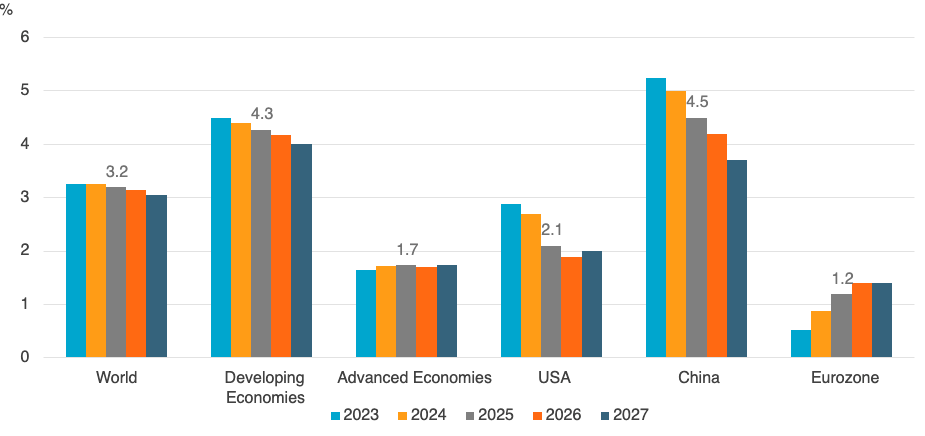 %
6
5
4
3
2
1
0
3.2
4.3
1.7
2.1
4.5
1.2
World
Developing
Economies
Advanced Economies
USA
China
Eurozone
2023 2024 2025 2026 2027